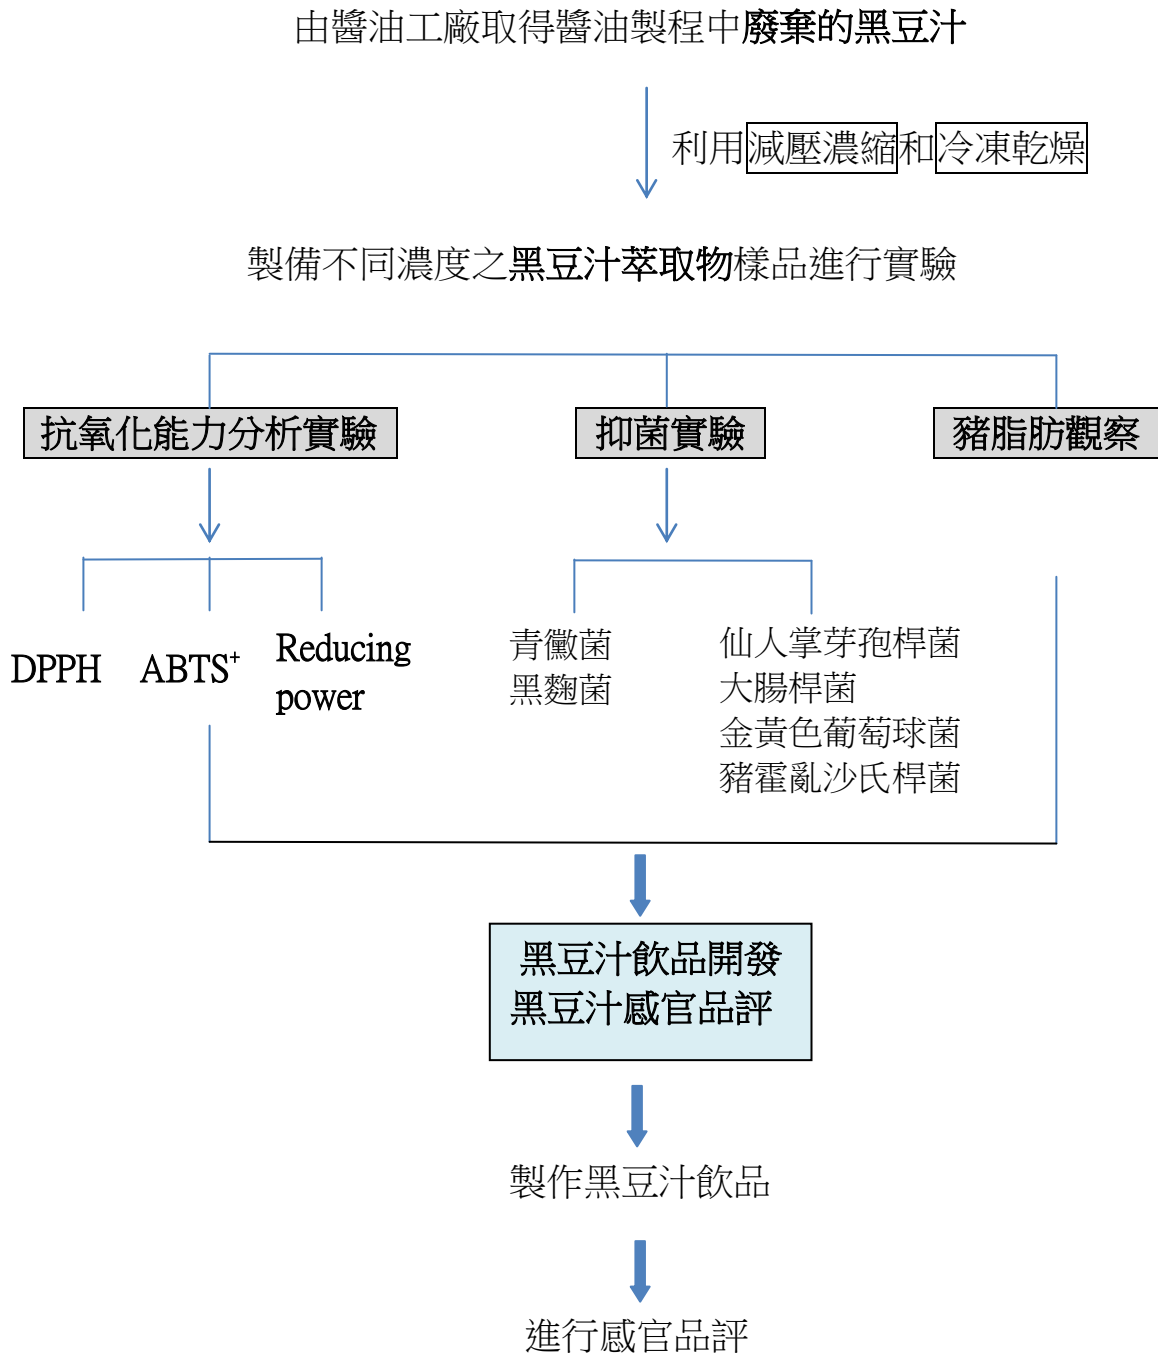 由醬油工廠取得醬油製程中廢棄的黑豆汁
利用減壓濃縮和冷凍乾燥
製備不同濃度之黑豆汁萃取物樣品進行實驗
抗氧化能力分析實驗
抑菌實驗
豬脂肪觀察
DPPH
ABTS⁺
Reducing
power
青黴菌
黑麴菌
仙人掌芽孢桿菌
大腸桿菌
金黃色葡萄球菌
豬霍亂沙氏桿菌
黑豆汁飲品開發
黑豆汁感官品評
製作黑豆汁飲品
進行感官品評